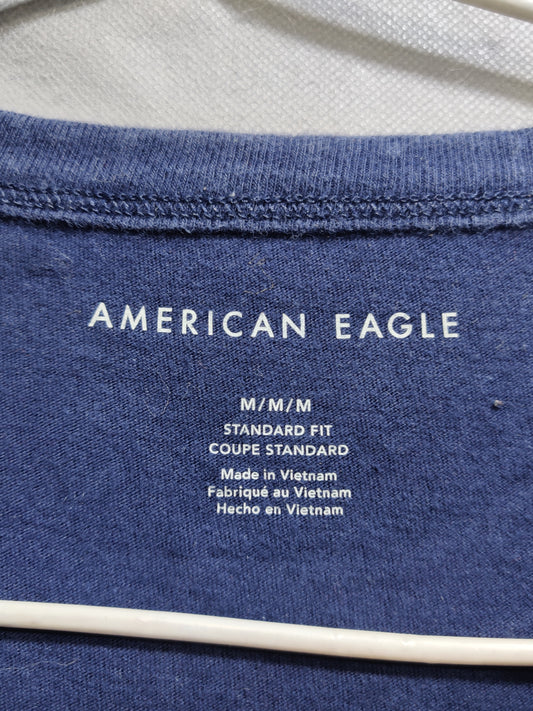 AMERICAN EAGLE
M/M/M
STANDARD FIT
COUPE STANDARD
Made in Vietnam
Fabriqué au Vietnam
Hecho en Vietnam